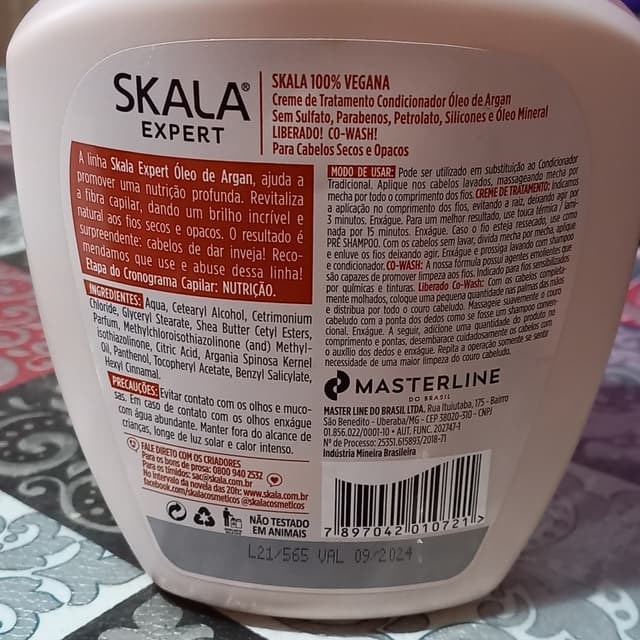 SKALA®
EXPERT
SKALA 100% VEGANA
Creme de Tratamento Condicionador Óleo de Argan
Sem Sulfato, Parabenos, Petrolato, Silicones e Óleo Mineral
LIBERADO! CO-WASH!
Para Cabelos Secos e Opacos
A linha Skala Expert Óleo de Argan, ajuda a
promover uma nutrição profunda. Revitaliza
a fibra capilar, dando um brilho incrível e
natural aos fios secos e opacos. O resultado é
surpreendente: cabelos de dar inveja! Reco-
mendamos que use e abuse dessa linha!
Etapa do Cronograma Capilar: NUTRIÇÃO.
INGREDIENTES: Aqua, Cetearyl Alcohol, Cetrimonium
Chloride, Glyceryl Stearate, Shea Butter Cetyl Esters,
Parfum, Methylchloroisothiazolinone (and) Methyl-
isothiazolinone, Citric Acid, Argania Spinosa Kernel
Oil, Panthenol, Tocopheryl Acetate, Benzyl Salicylate,
Hexyl Cinnamal.
PRECAUÇÕES: Evitar contato com os olhos e muco-
sas. Em caso de contato com os olhos enxágue
com água abundante. Manter fora do alcance de
crianças, longe de luz solar e calor intenso.
FALE DIRETO COM OS CRIADORES
Para os bons de prosa: 0800 940 2532
Para os tímidos: sac@skala.com.br
No intervalo da novela das 20h: www.skala.com.br
facebook.com/skalacosmeticos @skalacosmeticos
NÃO TESTADO
EM ANIMAIS
MODO DE USAR: Pode ser utilizado em substituição ao Condicionador
Tradicional. Aplique nos cabelos lavados, massageando mecha por
mecha por todo o comprimento dos fios. CREME DE TRATAMENTO: Indicamos
a aplicação no comprimento dos fios, evitando a raiz, deixando agir por
3 minutos. Enxágue. Para um melhor resultado, use touca térmica / lami-
nada por 15 minutos. Enxágue. Caso o fio esteja ressecado, use como
PRÉ SHAMPOO. Com os cabelos sem lavar, divida mecha por mecha, aplique
e enluve os fios deixando agir. Enxágue e prossiga lavando com shampoo
e condicionador. CO-WASH: A nossa fórmula possui agentes emolientes que
são capazes de promover limpeza aos fios. Indicado para fios sensibilizados
por químicas e tinturas. Liberado Co-Wash: Com os cabelos completa-
mente molhados, coloque uma pequena quantidade nas palmas das mãos
e distribua por todo o couro cabeludo. Massageie suavemente o couro
cabeludo com a ponta dos dedos como se fosse um shampoo conven-
cional. Enxágue. A seguir, adicione uma quantidade do produto no
comprimento e pontas, desembarace cuidadosamente os cabelos com
o auxílio dos dedos e enxágue. Repita a operação somente se sentir
necessidade de uma maior limpeza do couro cabeludo.
MASTERLINE
DO BRASIL
MASTER LINE DO BRASIL LTDA. Rua Ituiutaba, 175 - Bairro
São Benedito - Uberaba/MG - CEP 38020-310 - CNPJ
01.856.022/0001-10 • AUT. FUNC. 202747-1
Nº de Processo: 25351.615893/2018-71
Indústria Mineira Brasileira
7 897042 010721 >
L21/565 VAL 09/2024